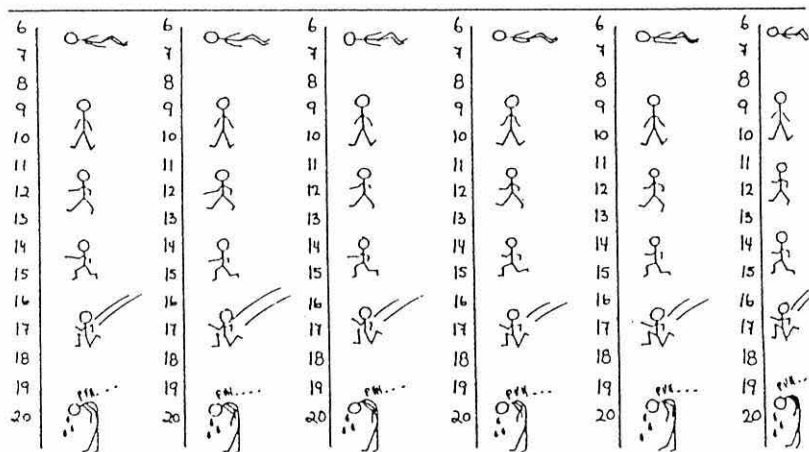 6 6 6 6 6 6
7 7 7 7 7 7
8 8 8 8 8 8
9 9 9 9 9 9
10 10 10 10 10 10
11 11 11 11 11 11
12 12 12 12 12 12
13 13 13 13 13 13
14 14 14 14 14 14
15 15 15 15 15 15
16 16 16 16 16 16
17 17 17 17 17 17
18 18 18 18 18 18
19 19 19 19 19 19
20 20 20 20 20 20